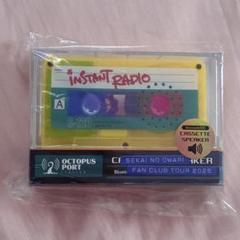 INSTANT RADIO
A
CASSETTE
SPEAKER
OCTOPUS
PORT
SEKAI NO OWARI
FAN CLUB TOUR 2025